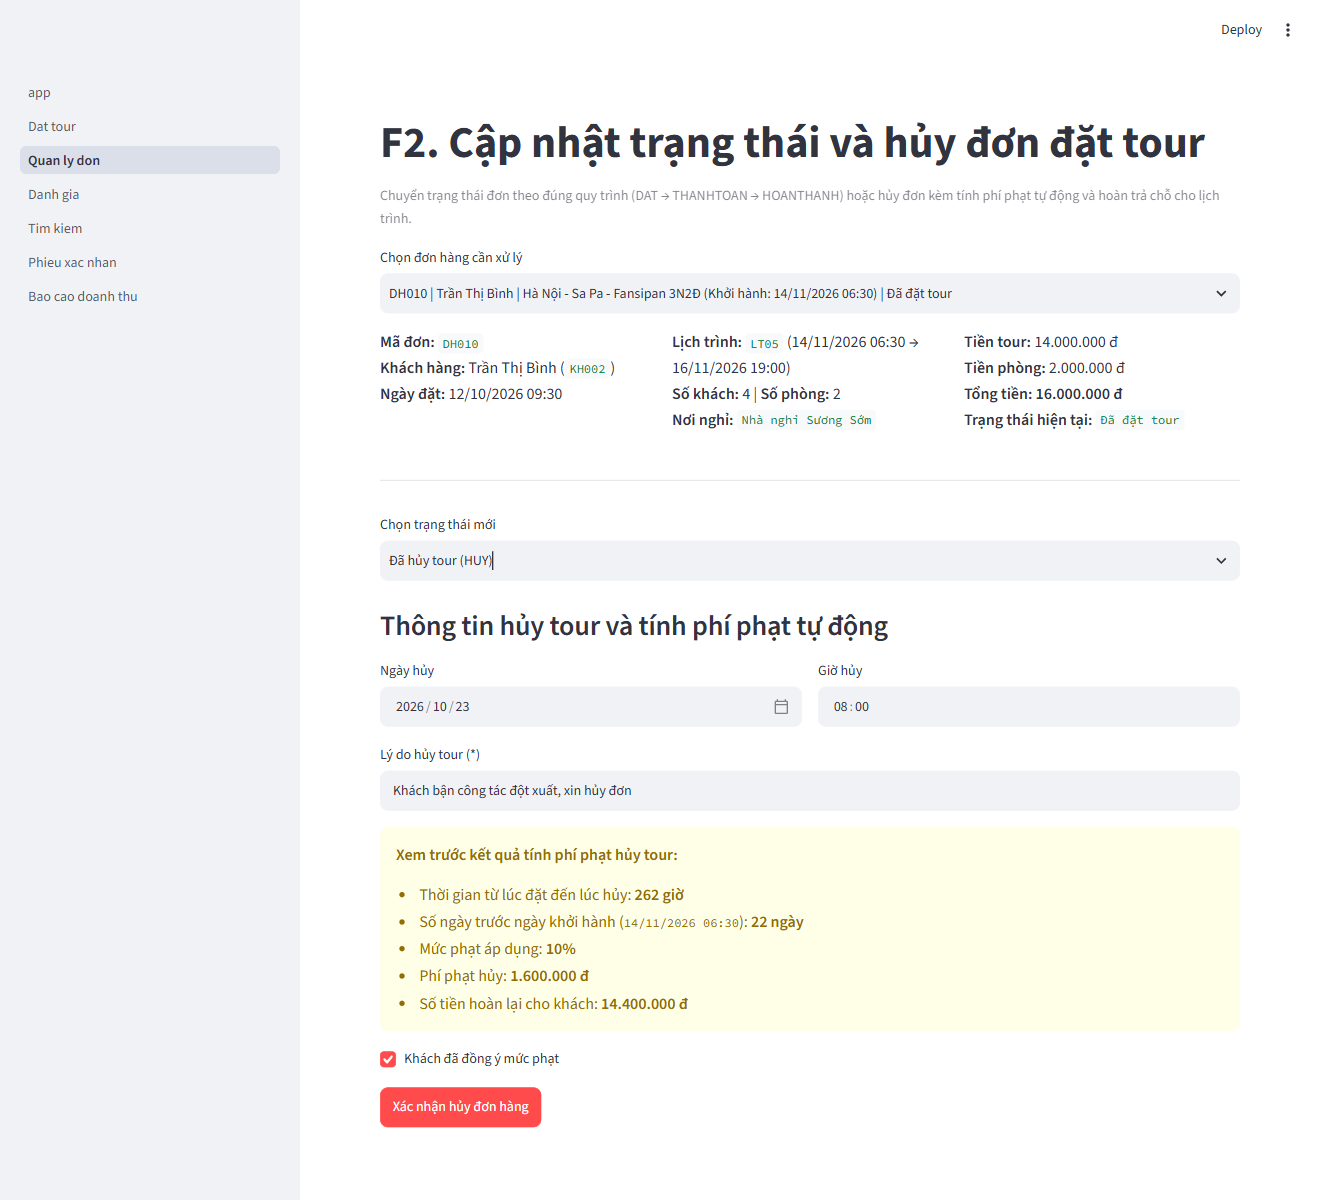 Deploy
app
Dat tour
Quan ly don
Danh gia
Tim kiem
Phieu xac nhan
Bao cao doanh thu
F2. Cập nhật trạng thái và hủy đơn đặt tour
Chuyển trạng thái đơn theo đúng quy trình (DAT → THANHTOAN → HOANTHANH) hoặc hủy đơn kèm tính phí phạt tự động và hoàn trả chỗ cho lịch
trình.
Chọn đơn hàng cần xử lý
DH010 | Trần Thị Bình | Hà Nội - Sa Pa - Fansipan 3N2Đ (Khởi hành: 14/11/2026 06:30) | Đã đặt tour
Mã đơn: DH010
Khách hàng: Trần Thị Bình ( KH002 )
Ngày đặt: 12/10/2026 09:30
Lịch trình: LT05 (14/11/2026 06:30 →
16/11/2026 19:00)
Số khách: 4 | Số phòng: 2
Nơi nghỉ: Nhà nghỉ Sương Sớm
Tiền tour: 14.000.000 đ
Tiền phòng: 2.000.000 đ
Tổng tiền: 16.000.000 đ
Trạng thái hiện tại: Đã đặt tour
Chọn trạng thái mới
Đã hủy tour (HUY)
Thông tin hủy tour và tính phí phạt tự động
Ngày hủy
2026/10/23
Giờ hủy
08:00
Lý do hủy tour (*)
Khách bận công tác đột xuất, xin hủy đơn
Xem trước kết quả tính phí phạt hủy tour:
• Thời gian từ lúc đặt đến lúc hủy: 262 giờ
• Số ngày trước ngày khởi hành (14/11/2026 06:30): 22 ngày
• Mức phạt áp dụng: 10%
• Phí phạt hủy: 1.600.000 đ
• Số tiền hoàn lại cho khách: 14.400.000 đ
Khách đã đồng ý mức phạt
Xác nhận hủy đơn hàng